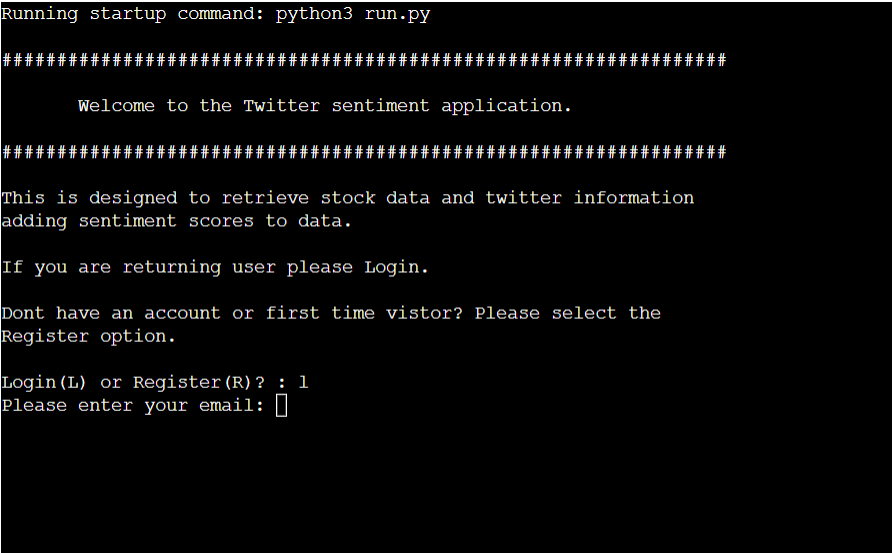 Running startup command: python3 run.py
##################################################################
Welcome to the Twitter sentiment application.
##################################################################
This is designed to retrieve stock data and twitter information
adding sentiment scores to data.
If you are returning user please Login.
Dont have an account or first time vistor? Please select the
Register option.
Login(L) or Register(R)? : l
Please enter your email: